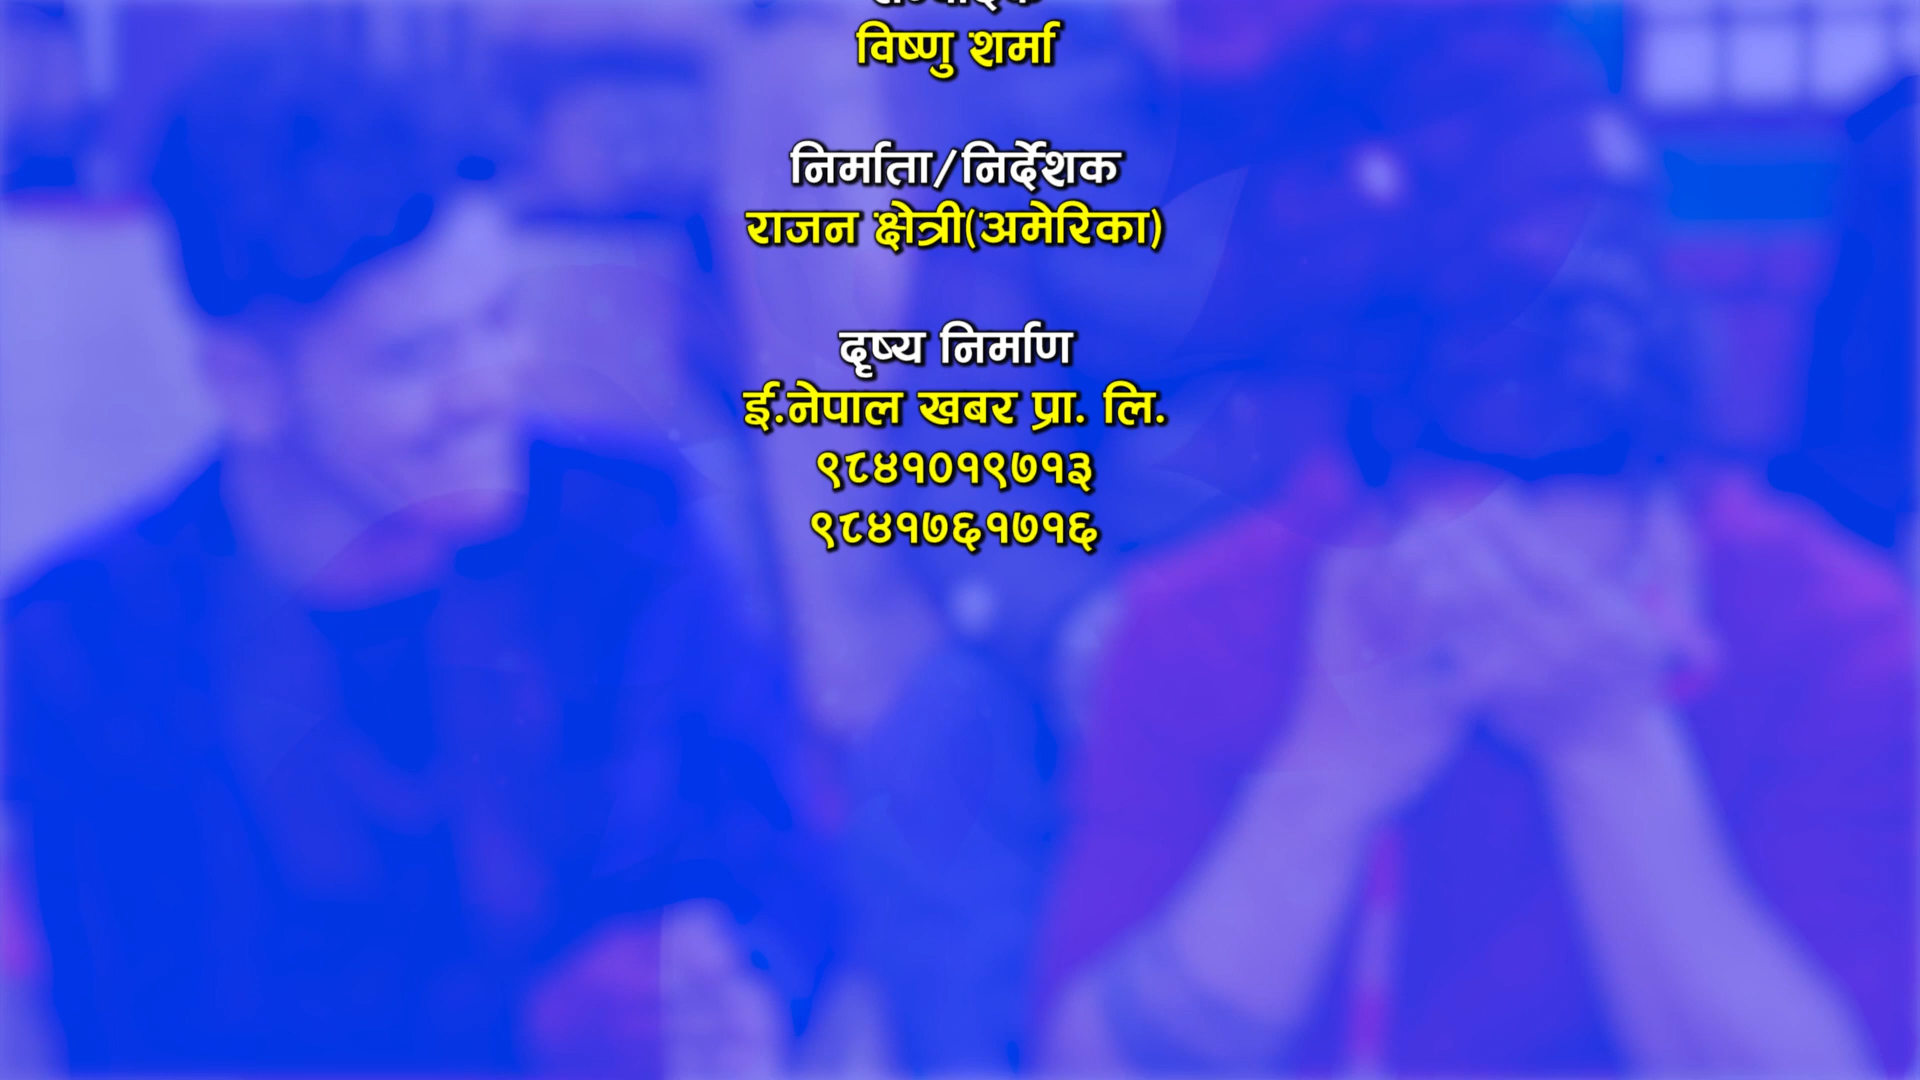 विष्णु शर्मा
निर्माता/निर्देशक
राजन क्षेत्री(अमेरिका)
दृष्य निर्माण
ई.नेपाल खबर प्रा. लि.
९८४१०१९७१३
९८४१७६१७१६